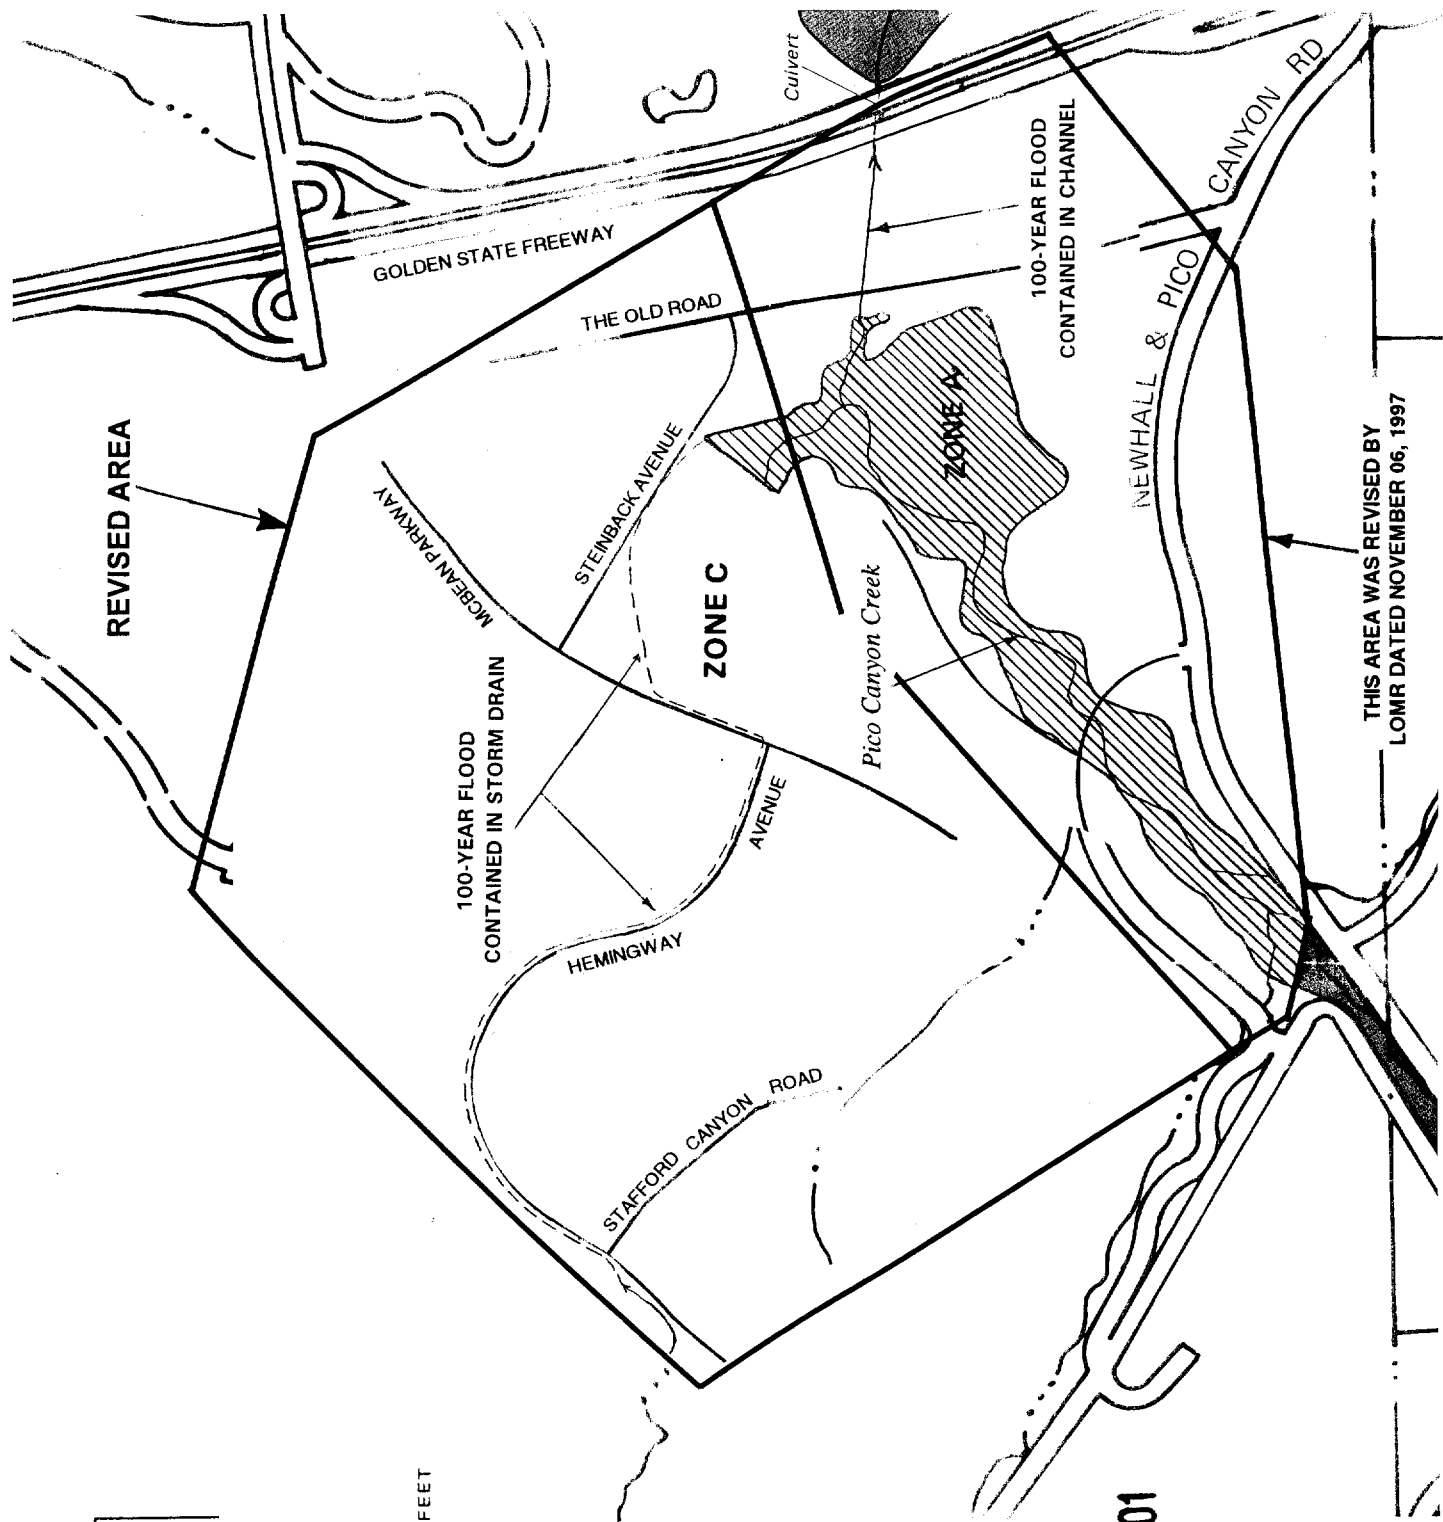 REVISED AREA
Culvert
100-YEAR FLOOD
CONTAINED IN CHANNEL
CANYON RD
GOLDEN STATE FREEWAY
THE OLD ROAD
NEWHALL & PICO
ZONE A
MCBEAN PARKWAY
STEINBACK AVENUE
ZONE C
Pico Canyon Creek
THIS AREA WAS REVISED BY
LOMR DATED NOVEMBER 06, 1997
100-YEAR FLOOD
CONTAINED IN STORM DRAIN
HEMINGWAY
AVENUE
STAFFORD CANYON ROAD
FEET
01